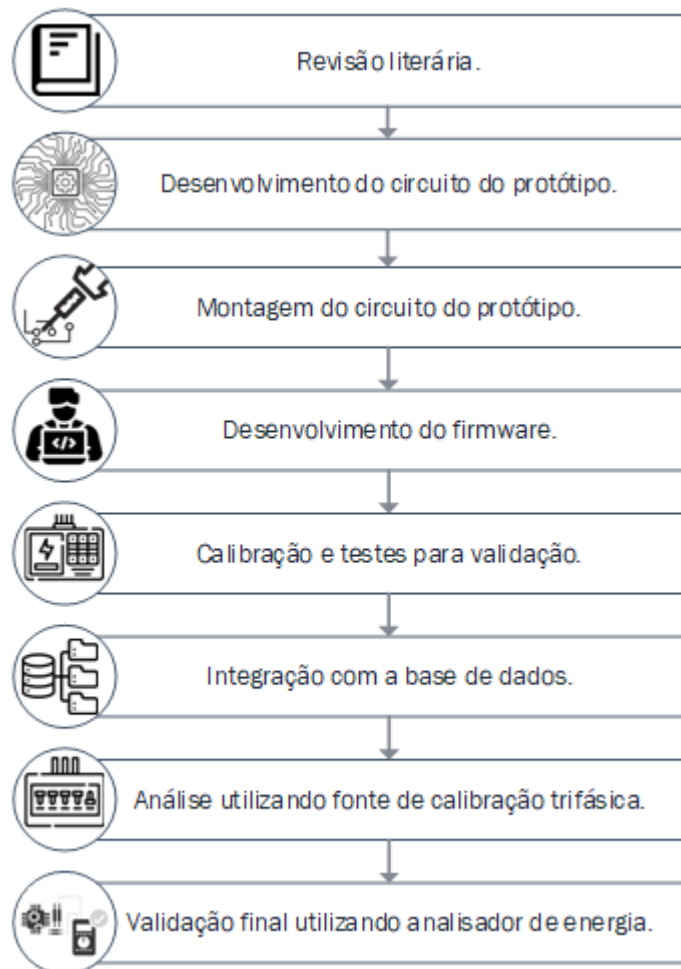 Revisão literária.
Desenvolvimento do circuito do protótipo.
Montagem do circuito do protótipo.
Desenvolvimento do firmware.
Calibração e testes para validação.
Integração com a base de dados.
Análise utilizando fonte de calibração trifásica.
Validação final utilizando analisador de energia.